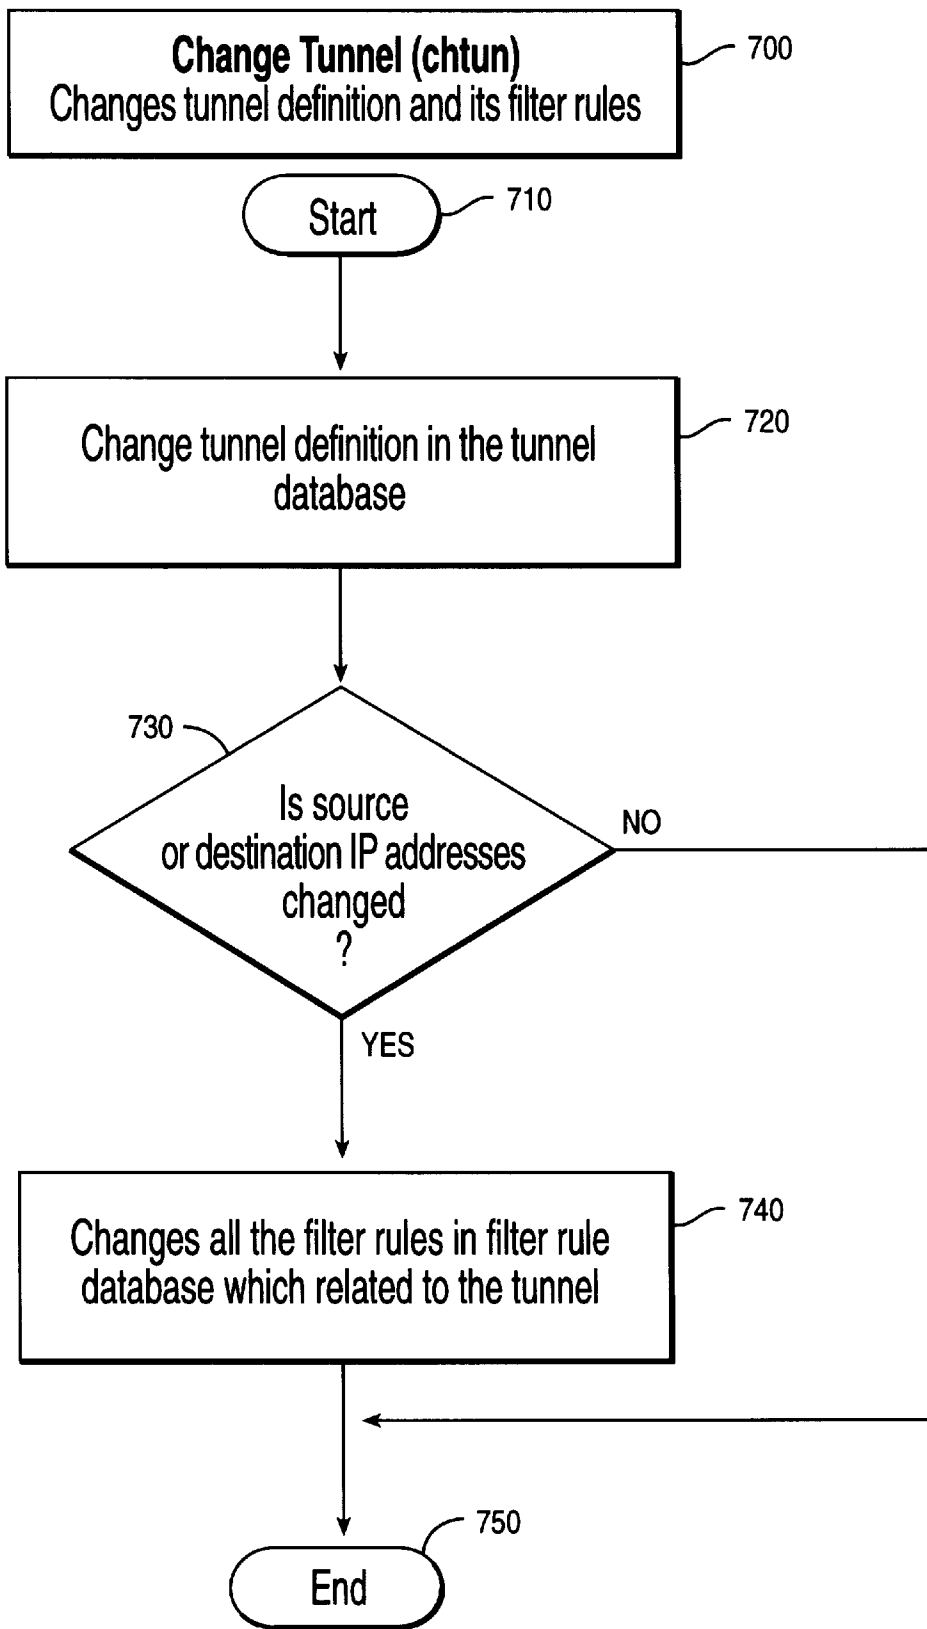 Change Tunnel (chtun)
Changes tunnel definition and its filter rules
700
Start
710
Change tunnel definition in the tunnel
database
720
730
Is source
or destination IP addresses
changed
?
NO
YES
Changes all the filter rules in filter rule
database which related to the tunnel
740
750
End